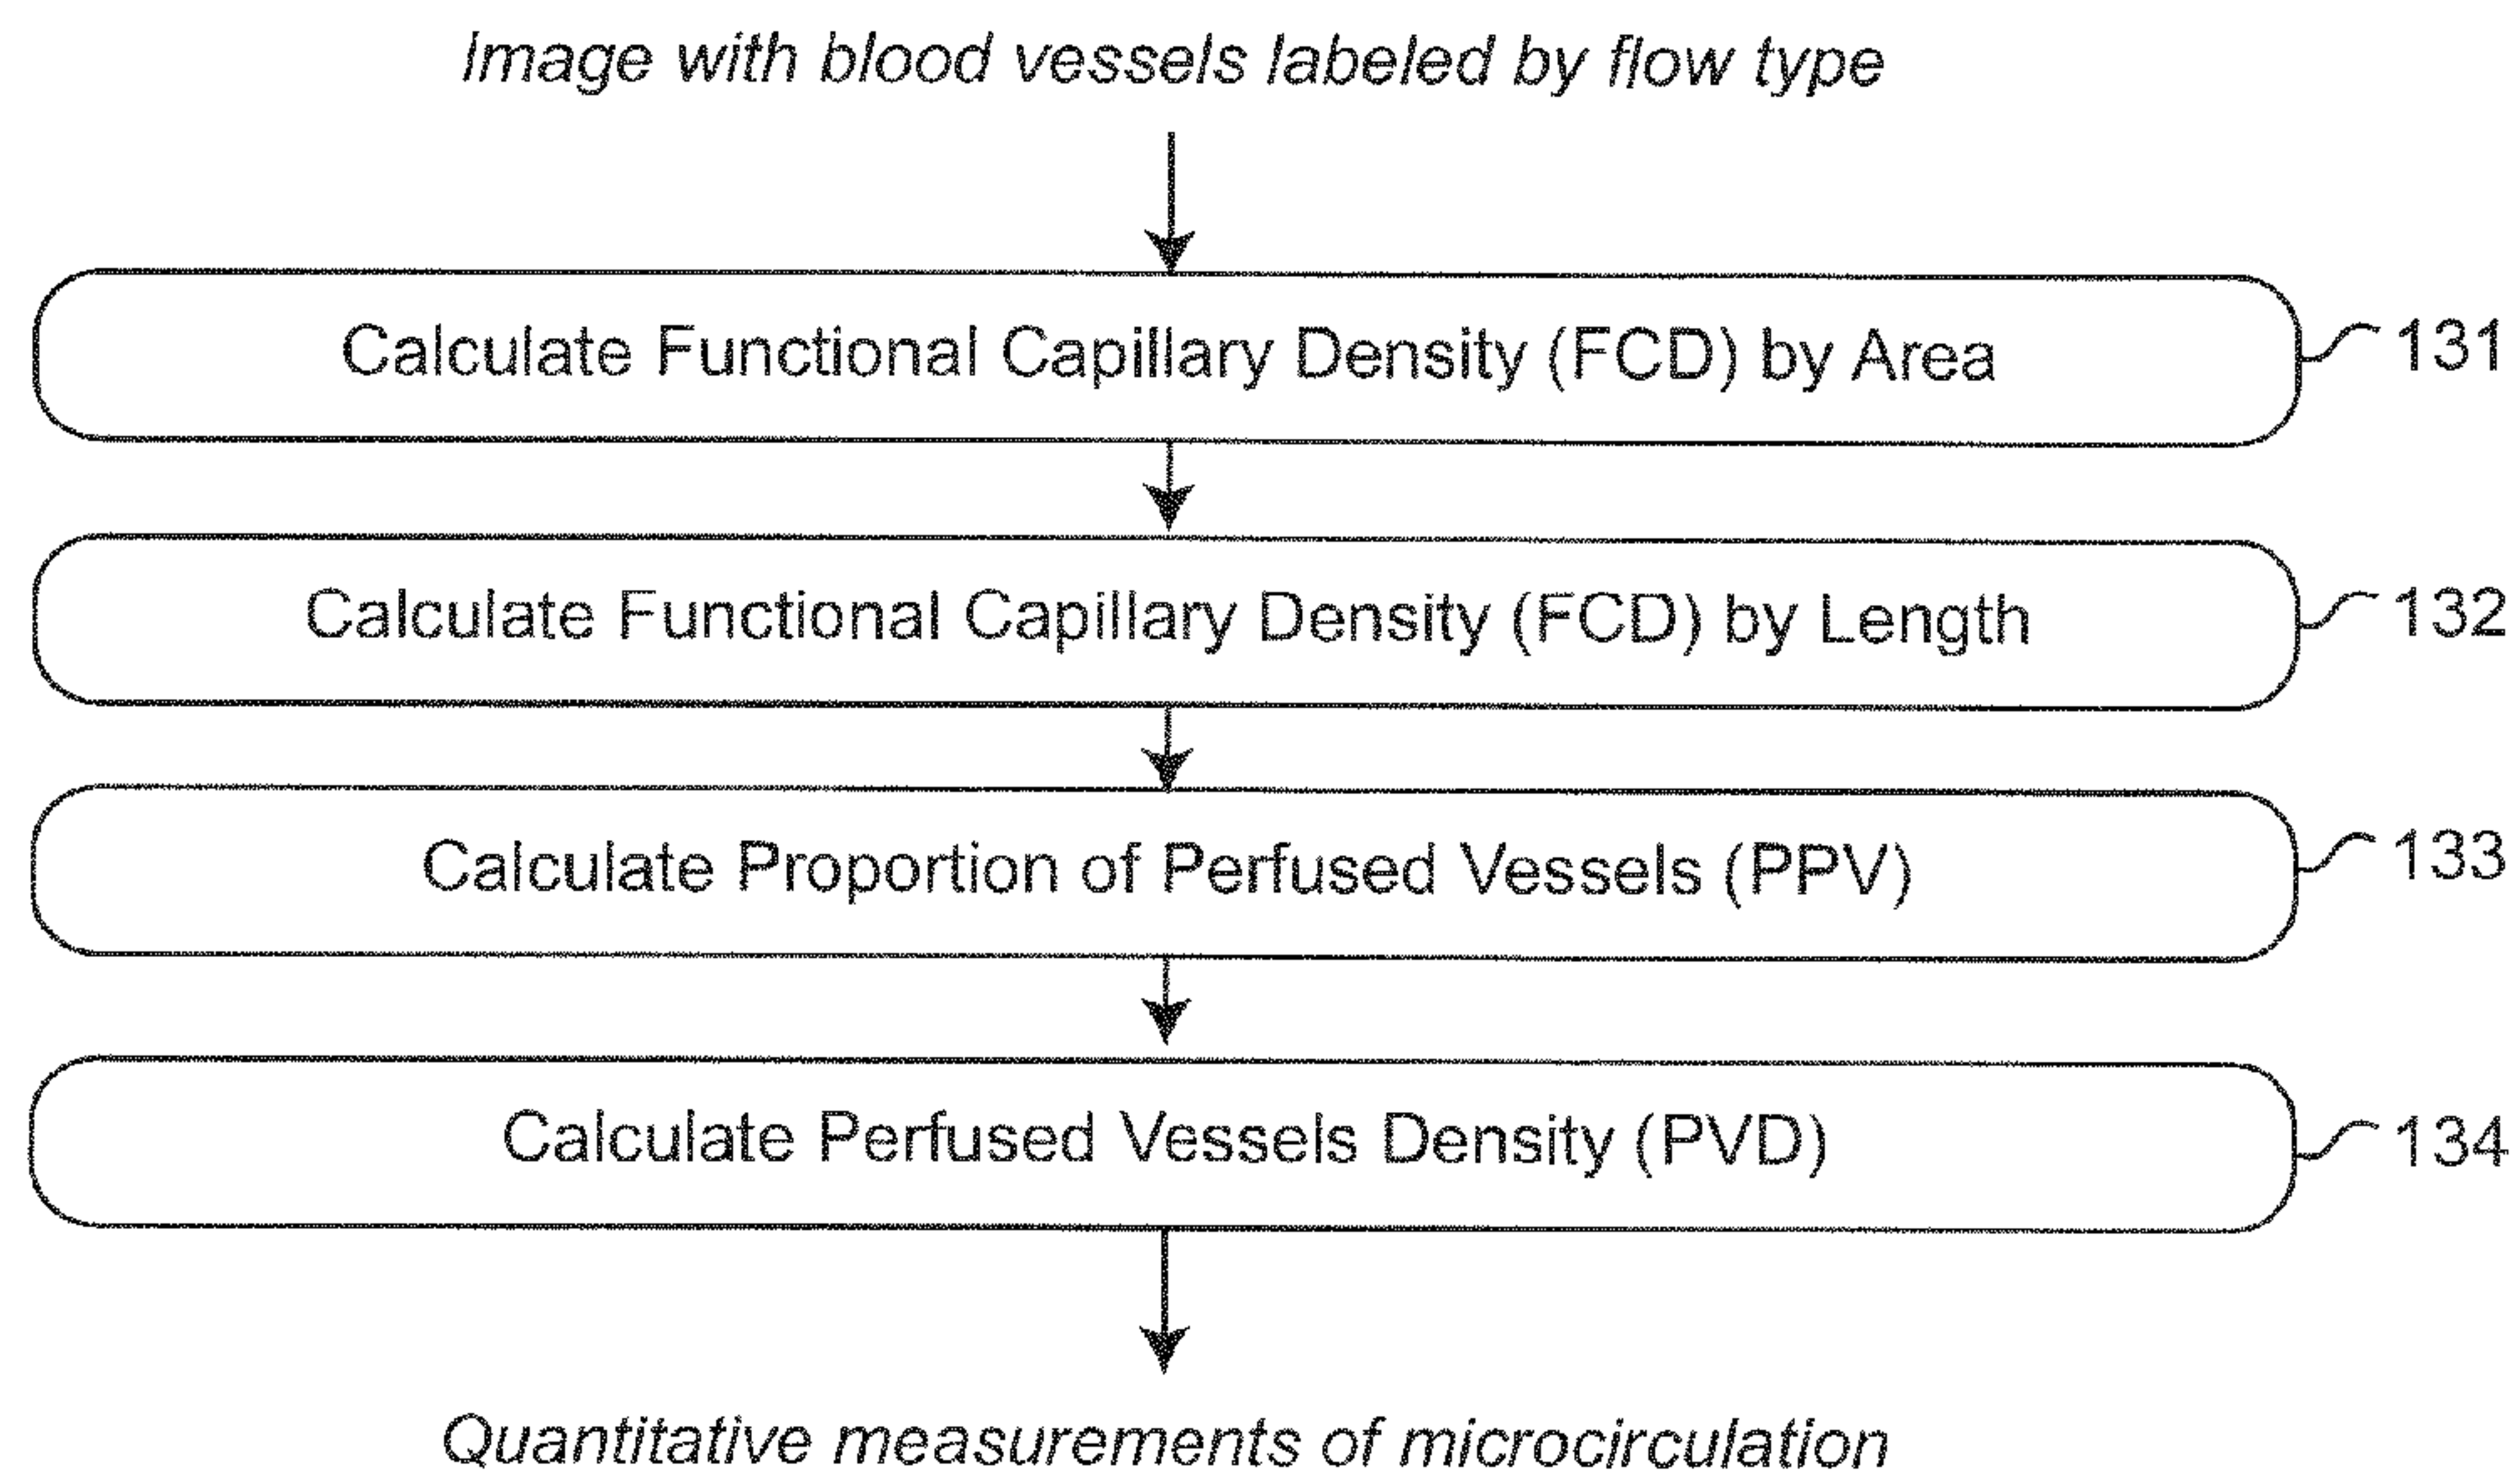 Image with blood vessels labeled by flow type
Calculate Functional Capillary Density (FCD) by Area
131
Calculate Functional Capillary Density (FCD) by Length
132
Calculate Proportion of Perfused Vessels (PPV)
133
Calculate Perfused Vessels Density (PVD)
134
Quantitative measurements of microcirculation